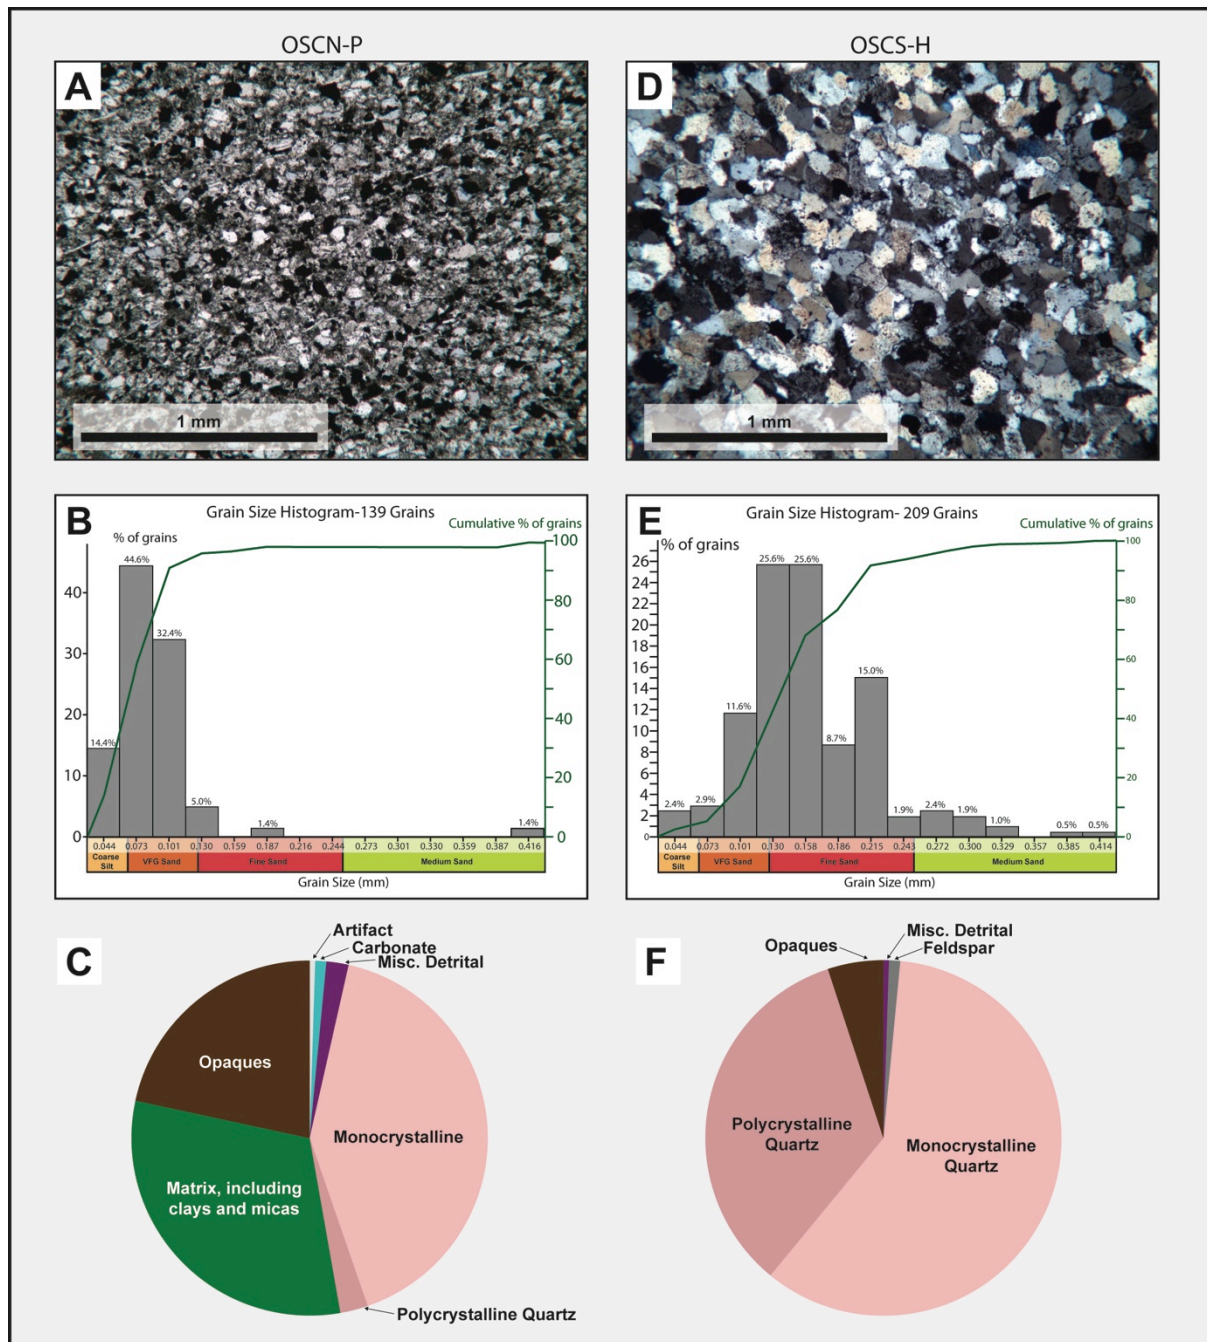 OSCN-P
OSCS-H
A
1 mm
D
1 mm
B
Grain Size Histogram-139 Grains
% of grains
Cumulative % of grains
40
30
20
10
0
100
80
60
40
20
0
14.4%
44.6%
32.4%
5.0%
1.4%
1.4%
0.044 0.073 0.101 0.130 0.159 0.187 0.216 0.244 0.273 0.301 0.330 0.359 0.387 0.416
Coarse Silt VFG Sand Fine Sand Medium Sand
Grain Size (mm)
E
Grain Size Histogram- 209 Grains
% of grains
Cumulative % of grains
26
24
22
20
18
16
14
12
10
8
6
4
2
0
100
80
60
40
20
0
2.4%
2.9%
11.6%
25.6%
25.6%
8.7%
15.0%
1.9%
2.4%
1.9%
1.0%
0.5%
0.5%
0.044 0.073 0.101 0.130 0.158 0.186 0.215 0.243 0.272 0.300 0.329 0.357 0.385 0.414
Coarse Silt VFG Sand Fine Sand Medium Sand
Grain Size (mm)
C
Artifact
Carbonate
Misc. Detrital
Opaques
Monocrystalline
Matrix, including
clays and micas
Polycrystalline Quartz
F
Misc. Detrital
Opaques
Feldspar
Polycrystalline
Quartz
Monocrystalline
Quartz